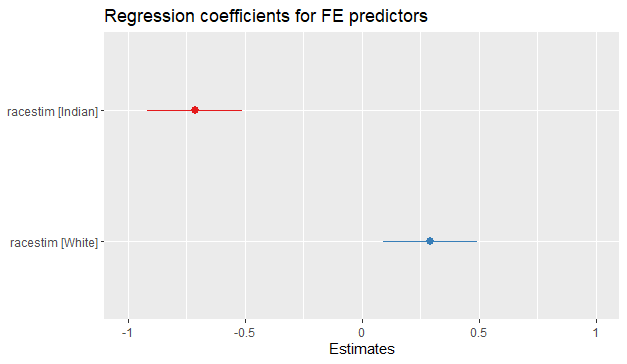 Regression coefficients for FE predictors
racestim [Indian]
racestim [White]
-1 -0.5 0 0.5 1
Estimates